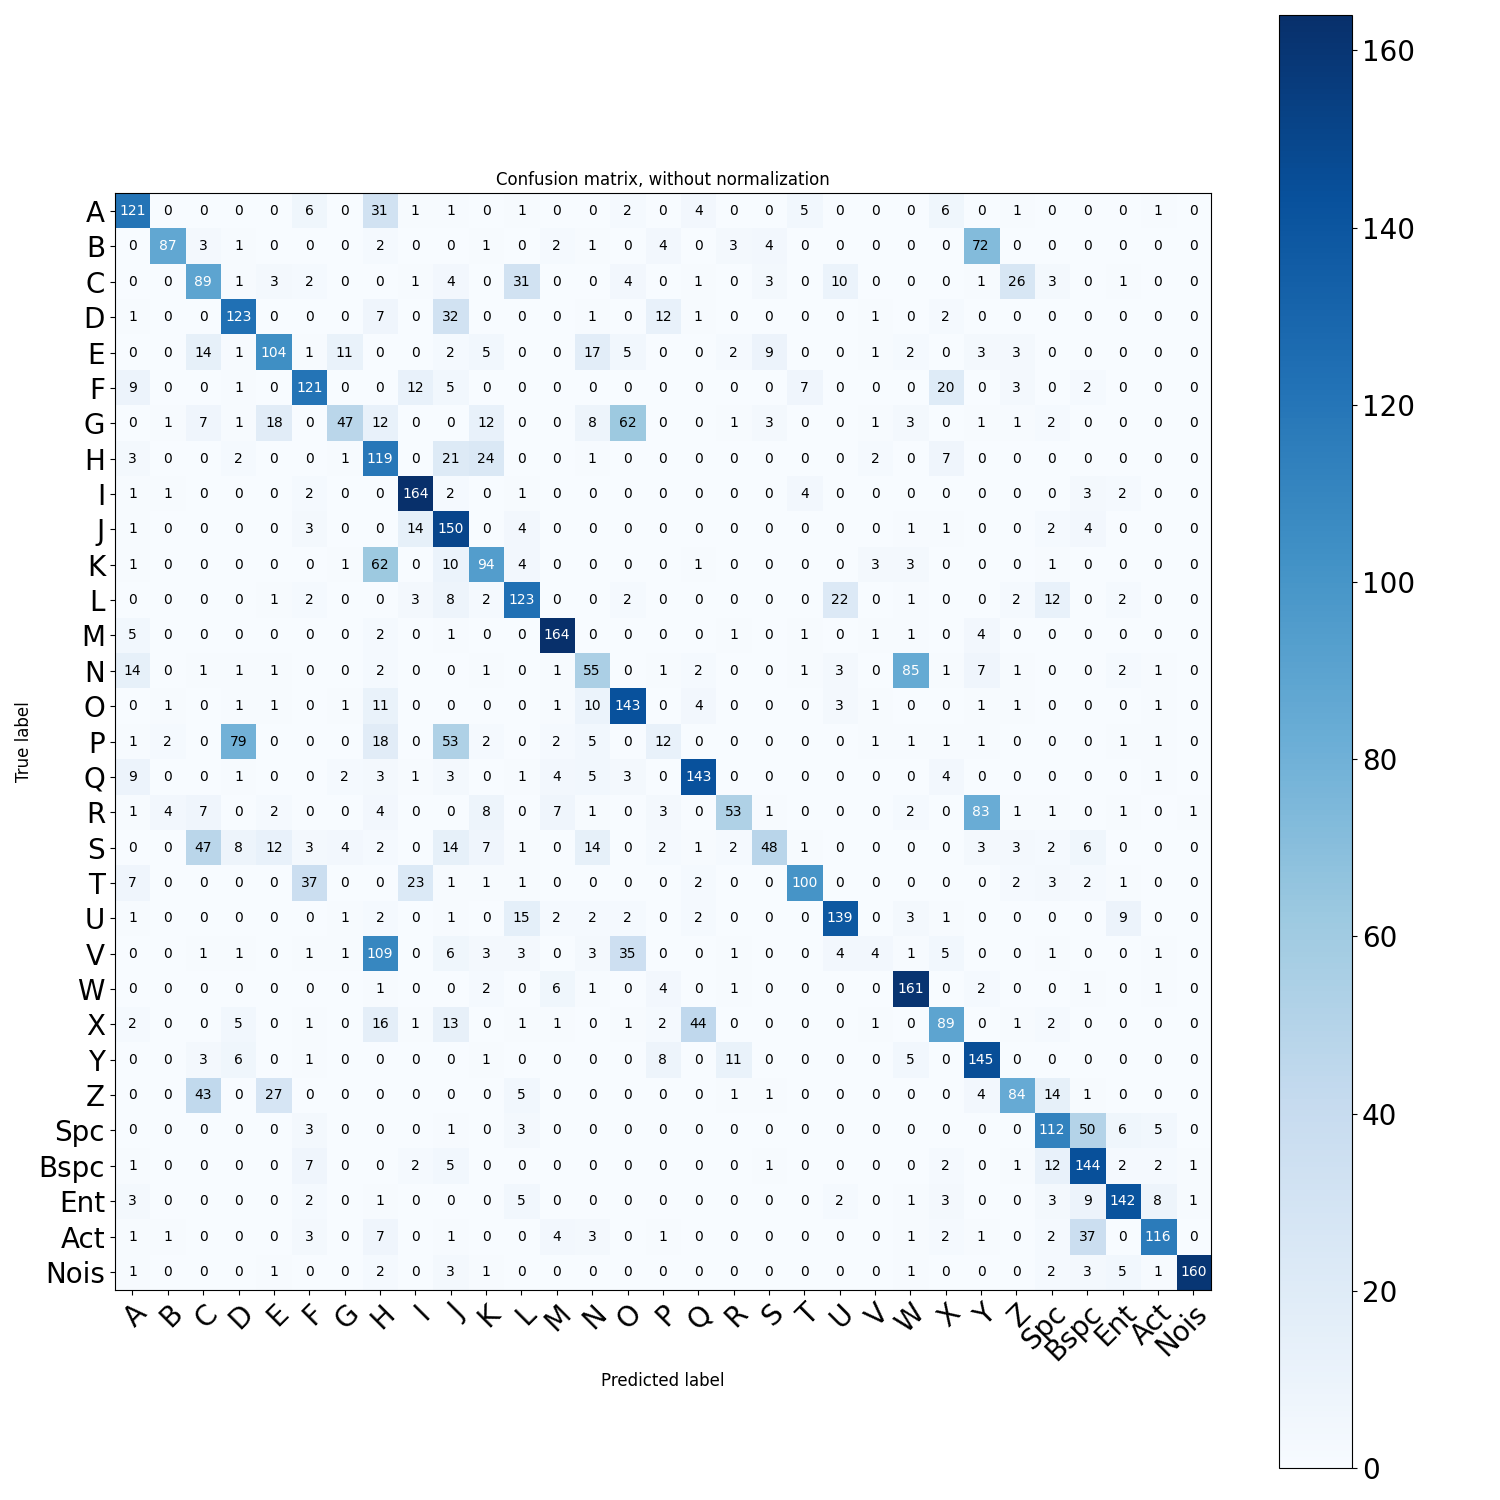 Confusion matrix, without normalization
True label
A 121 0 0 0 0 6 0 31 1 1 0 1 0 0 2 0 4 0 0 5 0 0 0 6 0 1 0 0 0 1 0
B 0 87 3 1 0 0 0 2 0 0 1 0 2 1 0 4 0 3 4 0 0 0 0 0 72 0 0 0 0 0 0
C 0 0 89 1 3 2 0 0 1 4 0 31 0 0 4 0 1 0 3 0 10 0 0 0 1 26 3 0 1 0 0
D 1 0 0 123 0 0 0 7 0 32 0 0 0 1 0 12 1 0 0 0 0 1 0 2 0 0 0 0 0 0 0
E 0 0 14 1 104 1 11 0 0 2 5 0 0 17 5 0 0 2 9 0 0 1 2 0 3 3 0 0 0 0 0
F 9 0 0 1 0 121 0 0 12 5 0 0 0 0 0 0 0 0 0 7 0 0 0 20 0 3 0 2 0 0 0
G 0 1 7 1 18 0 47 12 0 0 12 0 0 8 62 0 0 1 3 0 0 1 3 0 1 1 2 0 0 0 0
H 3 0 0 2 0 0 1 119 0 21 24 0 0 1 0 0 0 0 0 0 0 2 0 7 0 0 0 0 0 0 0
I 1 1 0 0 0 2 0 0 164 2 0 1 0 0 0 0 0 0 0 4 0 0 0 0 0 0 0 3 2 0 0
J 1 0 0 0 0 3 0 0 14 150 0 4 0 0 0 0 0 0 0 0 0 0 1 1 0 0 2 4 0 0 0
K 1 0 0 0 0 0 1 62 0 10 94 4 0 0 0 0 1 0 0 0 0 3 3 0 0 0 1 0 0 0 0
L 0 0 0 0 1 2 0 0 3 8 2 123 0 0 2 0 0 0 0 0 22 0 1 0 0 2 12 0 2 0 0
M 5 0 0 0 0 0 0 2 0 1 0 0 164 0 0 0 0 1 0 1 0 1 1 0 4 0 0 0 0 0 0
N 14 0 1 1 1 0 0 2 0 0 1 0 1 55 0 1 2 0 0 1 3 0 85 1 7 1 0 0 2 1 0
O 0 1 0 1 1 0 1 11 0 0 0 0 1 10 143 0 4 0 0 0 3 1 0 0 1 1 0 0 0 1 0
P 1 2 0 79 0 0 0 18 0 53 2 0 2 5 0 12 0 0 0 0 0 1 1 1 1 0 0 0 1 1 0
Q 9 0 0 1 0 0 2 3 1 3 0 1 4 5 3 0 143 0 0 0 0 0 0 4 0 0 0 0 0 1 0
R 1 4 7 0 2 0 0 4 0 0 8 0 7 1 0 3 0 53 1 0 0 0 2 0 83 1 1 0 1 0 1
S 0 0 47 8 12 3 4 2 0 14 7 1 0 14 0 2 1 2 48 1 0 0 0 0 3 3 2 6 0 0 0
T 7 0 0 0 0 37 0 0 23 1 1 1 0 0 0 0 2 0 0 100 0 0 0 0 0 2 3 2 1 0 0
U 1 0 0 0 0 0 1 2 0 1 0 15 2 2 2 0 2 0 0 0 139 0 3 1 0 0 0 0 9 0 0
V 0 0 1 1 0 1 1 109 0 6 3 3 0 3 35 0 0 1 0 0 4 4 1 5 0 0 1 0 0 1 0
W 0 0 0 0 0 0 0 1 0 0 2 0 6 1 0 4 0 1 0 0 0 0 161 0 2 0 0 1 0 1 0
X 2 0 0 5 0 1 0 16 1 13 0 1 1 0 1 2 44 0 0 0 0 1 0 89 0 1 2 0 0 0 0
Y 0 0 3 6 0 1 0 0 0 0 1 0 0 0 0 8 0 11 0 0 0 0 5 0 145 0 0 0 0 0 0
Z 0 0 43 0 27 0 0 0 0 0 0 5 0 0 0 0 0 1 1 0 0 0 0 0 4 84 14 1 0 0 0
Spc 0 0 0 0 0 3 0 0 0 1 0 3 0 0 0 0 0 0 0 0 0 0 0 0 0 0 112 50 6 5 0
Bspc 1 0 0 0 0 7 0 0 2 5 0 0 0 0 0 0 0 0 1 0 0 0 0 2 0 1 12 144 2 2 1
Ent 3 0 0 0 0 2 0 1 0 0 0 5 0 0 0 0 0 0 0 0 2 0 1 3 0 0 3 9 142 8 1
Act 1 1 0 0 0 3 0 7 0 1 0 0 4 3 0 1 0 0 0 0 0 0 1 2 1 0 2 37 0 116 0
Nois 1 0 0 0 1 0 0 2 0 3 1 0 0 0 0 0 0 0 0 0 0 0 1 0 0 0 2 3 5 1 160
A B C D E F G H I J K L M N O P Q R S T U V W X Y Z Spc Bspc Ent Act Nois
Predicted label
160
140
120
100
80
60
40
20
0